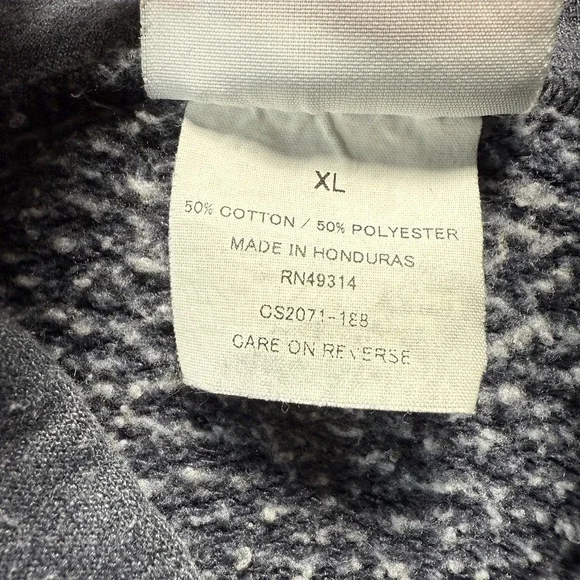 XL
50% COTTON / 50% POLYESTER
MADE IN HONDURAS
RN49314
CS2071-188
CARE ON REVERSE